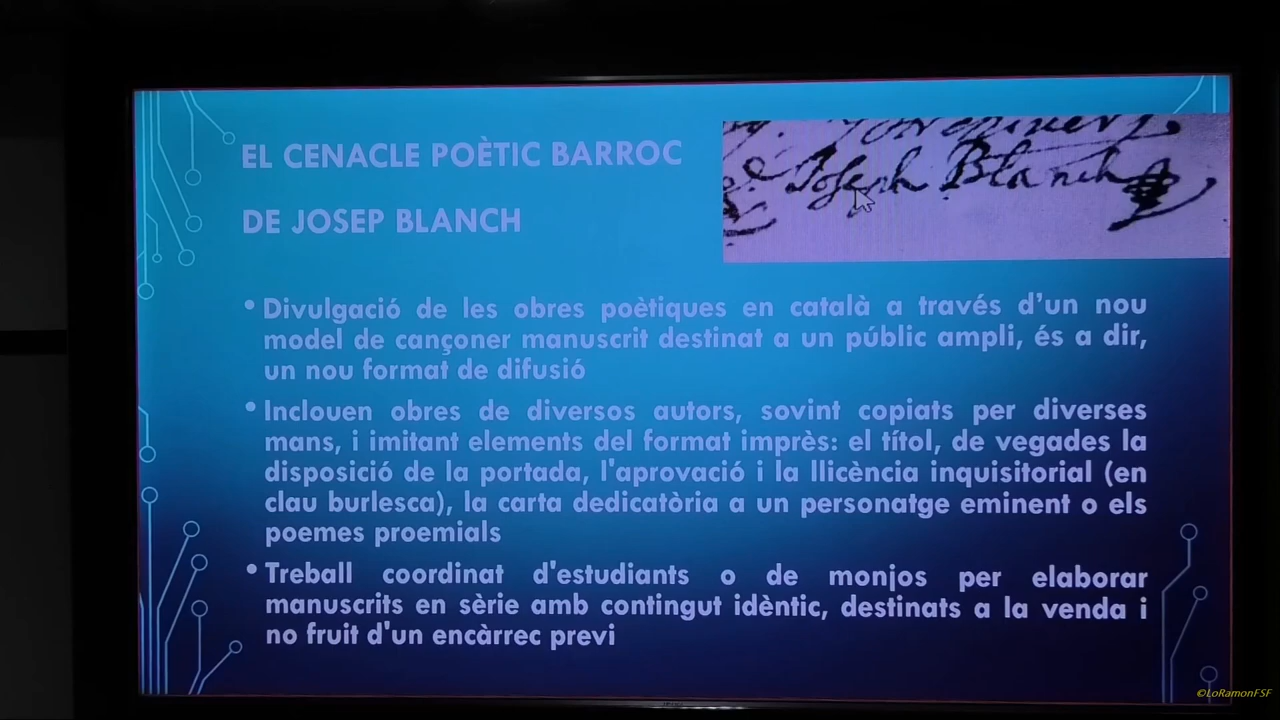 EL CENACLE POÈTIC BARROC
DE JOSEP BLANCH
Joseph Blanch
• Divulgació de les obres poètiques en català a través d’un nou
model de cançoner manuscrit destinat a un públic ampli, és a dir,
un nou format de difusió
• Inclouen obres de diversos autors, sovint copiats per diverses
mans, i imitant elements del format imprès: el títol, de vegades la
disposició de la portada, l'aprovació i la llicència inquisitorial (en
clau burlesca), la carta dedicatòria a un personatge eminent o els
poemes proemials
• Treball coordinat d'estudiants o de monjos per elaborar
manuscrits en sèrie amb contingut idèntic, destinats a la venda i
no fruit d'un encàrrec previ
©LoRamonFSF